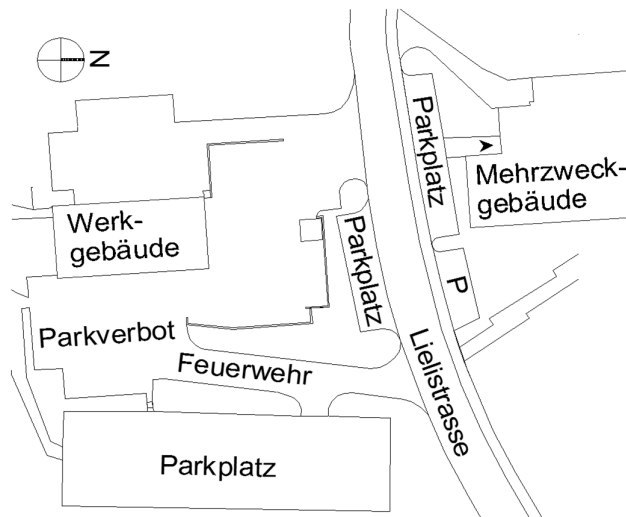 N
Parkplatz
Mehrzweck-
gebäude
Werk-
gebäude
Parkplatz
P
Parkverbot
Feuerwehr
Lielistrasse
Parkplatz